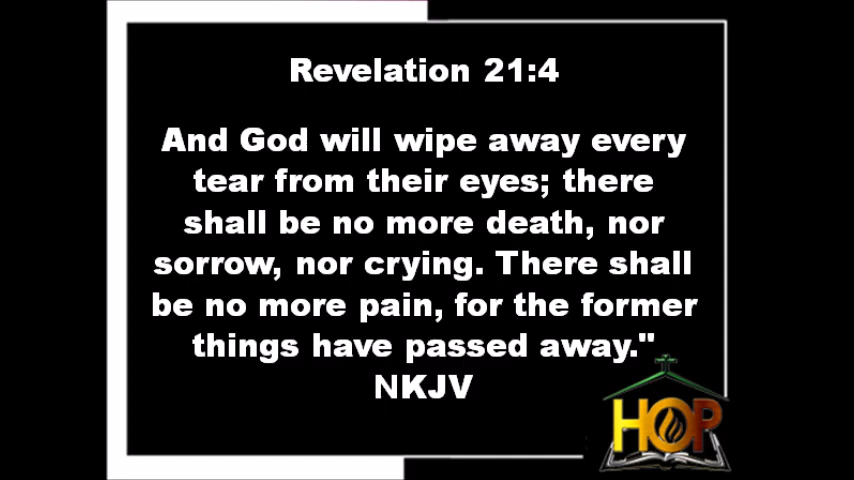 Revelation 21:4
And God will wipe away every
tear from their eyes; there
shall be no more death, nor
sorrow, nor crying. There shall
be no more pain, for the former
things have passed away."
NKJV
HOP